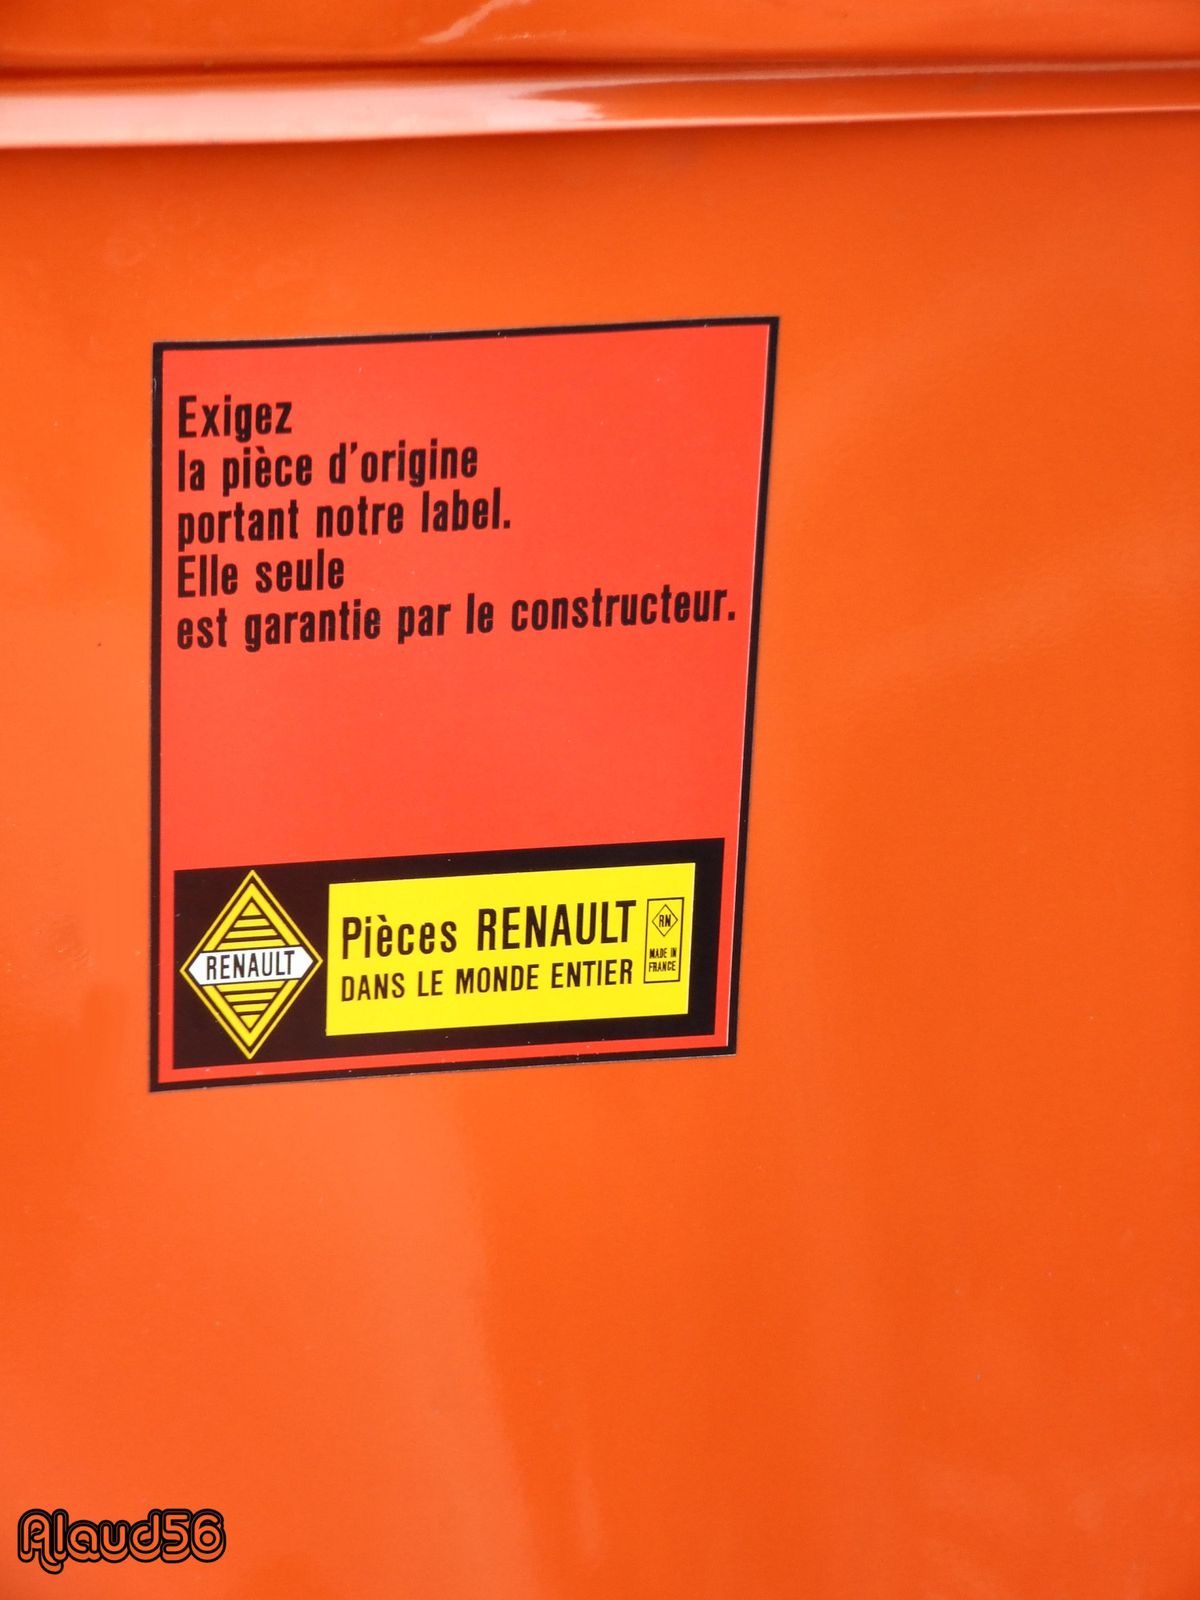 Exigez
la pièce d'origine
portant notre label.
Elle seule
est garantie par le constructeur.
RENAULT
Pièces RENAULT
DANS LE MONDE ENTIER
RN
MADE IN
FRANCE
Alaud56